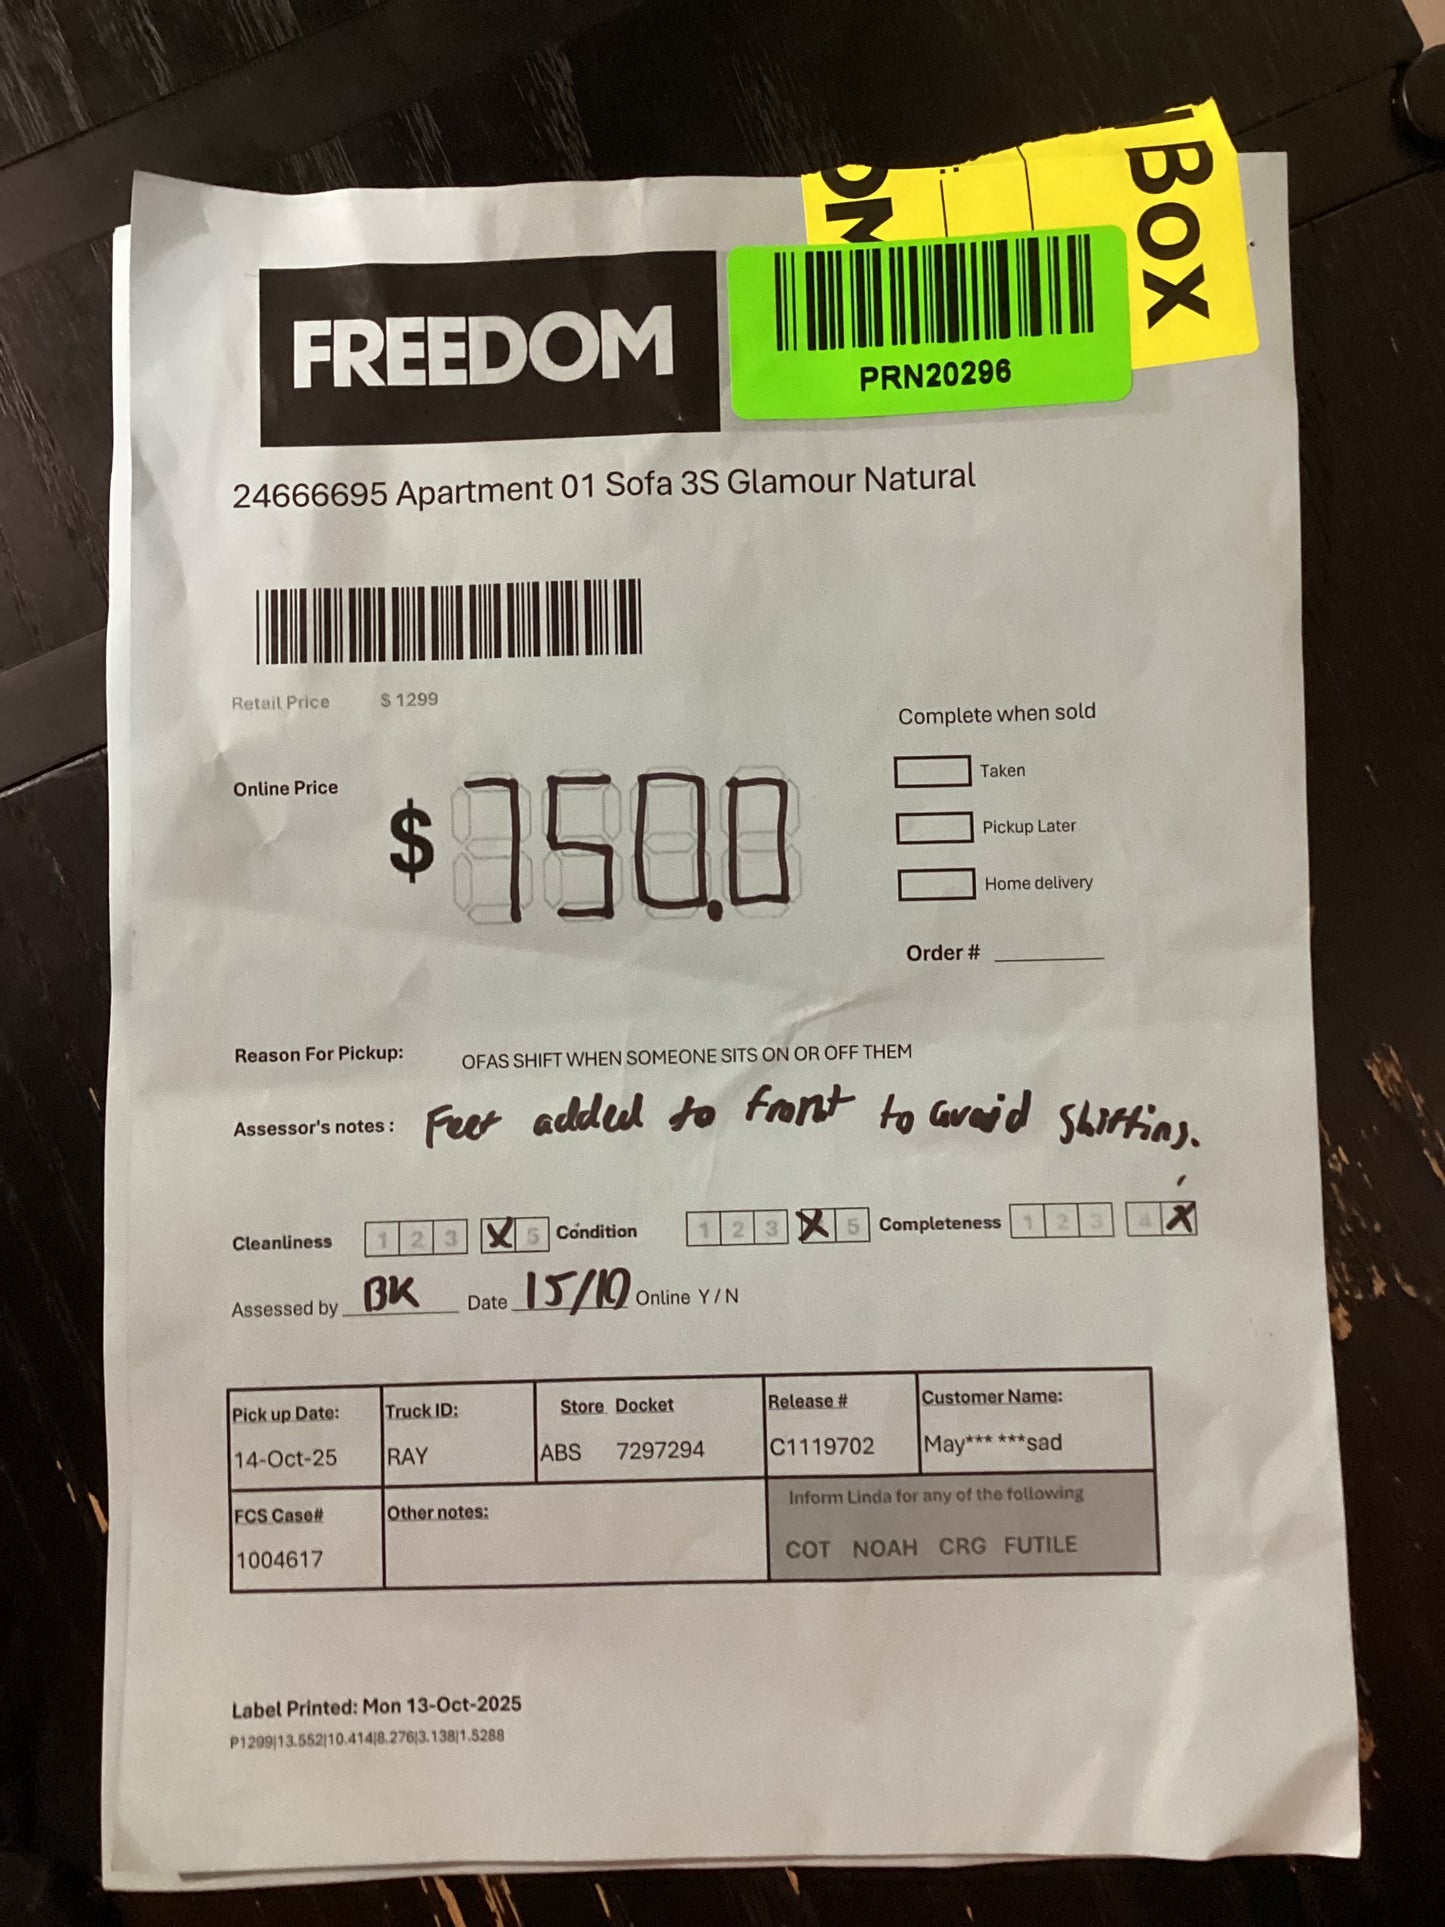 BOX
OM
FREEDOM
PRN20296
24666695 Apartment 01 Sofa 3S Glamour Natural
Retail Price $ 1299
Complete when sold
Taken
Online Price $ 750.0
Pickup Later
Home delivery
Order #
Reason For Pickup: OFAS SHIFT WHEN SOMEONE SITS ON OR OFF THEM
Assessor's notes : Feet added to front to avoid shifting.
Cleanliness 1 2 3 X 5 Condition 1 2 3 X 5 Completeness 1 2 3 4 X
Assessed by BK Date 15/10 Online Y / N
Pick up Date: Truck ID: Store Docket Release # Customer Name:
14-Oct-25 RAY ABS 7297294 C1119702 May*** ***sad
FCS Case# Other notes: Inform Linda for any of the following
1004617 COT NOAH CRG FUTILE
Label Printed: Mon 13-Oct-2025
P1299|13.552|10.414|8.276|3.138|1.5288